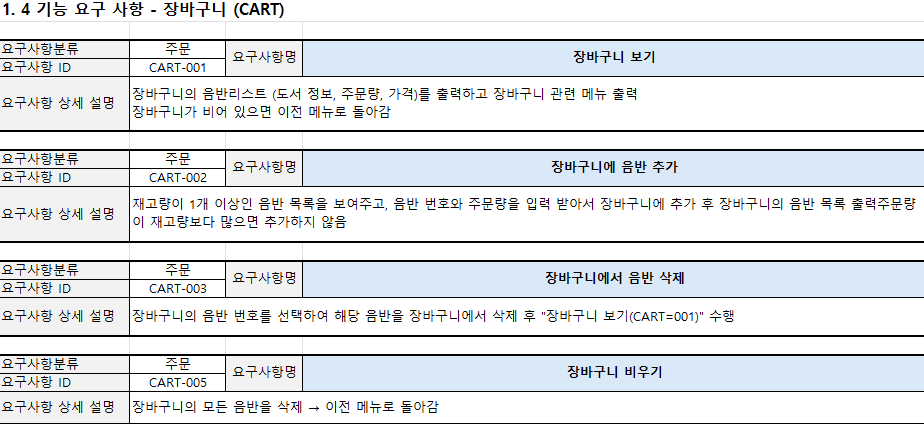 1. 4 기능 요구 사항 - 장바구니 (CART)
요구사항분류 주문 요구사항명 장바구니 보기
요구사항 ID CART-001
요구사항 상세 설명 장바구니의 음반리스트 (도서 정보, 주문량, 가격)를 출력하고 장바구니 관련 메뉴 출력
장바구니가 비어 있으면 이전 메뉴로 돌아감
요구사항분류 주문 요구사항명 장바구니에 음반 추가
요구사항 ID CART-002
요구사항 상세 설명 재고량이 1개 이상인 음반 목록을 보여주고, 음반 번호와 주문량을 입력 받아서 장바구니에 추가 후 장바구니의 음반 목록 출력주문량
이 재고량보다 많으면 추가하지 않음
요구사항분류 주문 요구사항명 장바구니에서 음반 삭제
요구사항 ID CART-003
요구사항 상세 설명 장바구니의 음반 번호를 선택하여 해당 음반을 장바구니에서 삭제 후 "장바구니 보기(CART=001)" 수행
요구사항분류 주문 요구사항명 장바구니 비우기
요구사항 ID CART-005
요구사항 상세 설명 장바구니의 모든 음반을 삭제 → 이전 메뉴로 돌아감